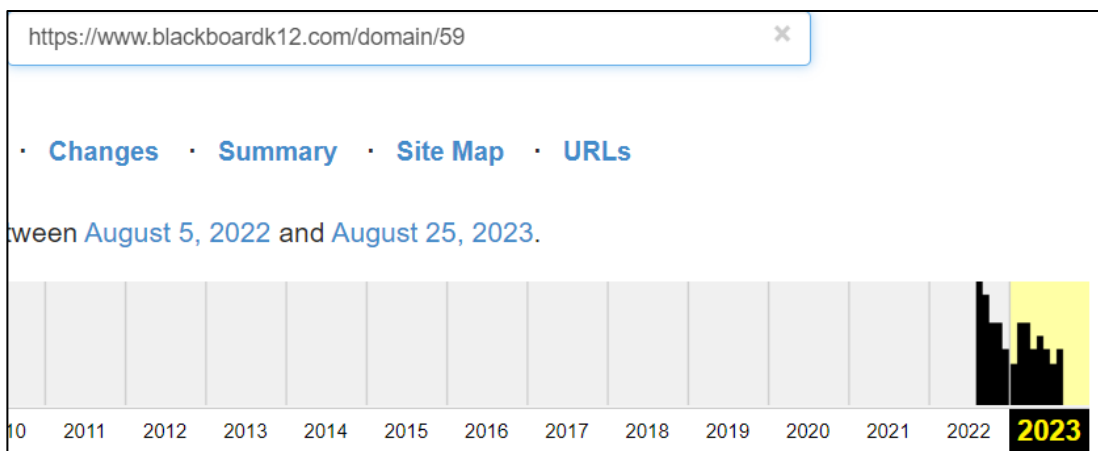 https://www.blackboardk12.com/domain/59 ×
· Changes · Summary · Site Map · URLs
tween August 5, 2022 and August 25, 2023.
10 2011 2012 2013 2014 2015 2016 2017 2018 2019 2020 2021 2022 2023